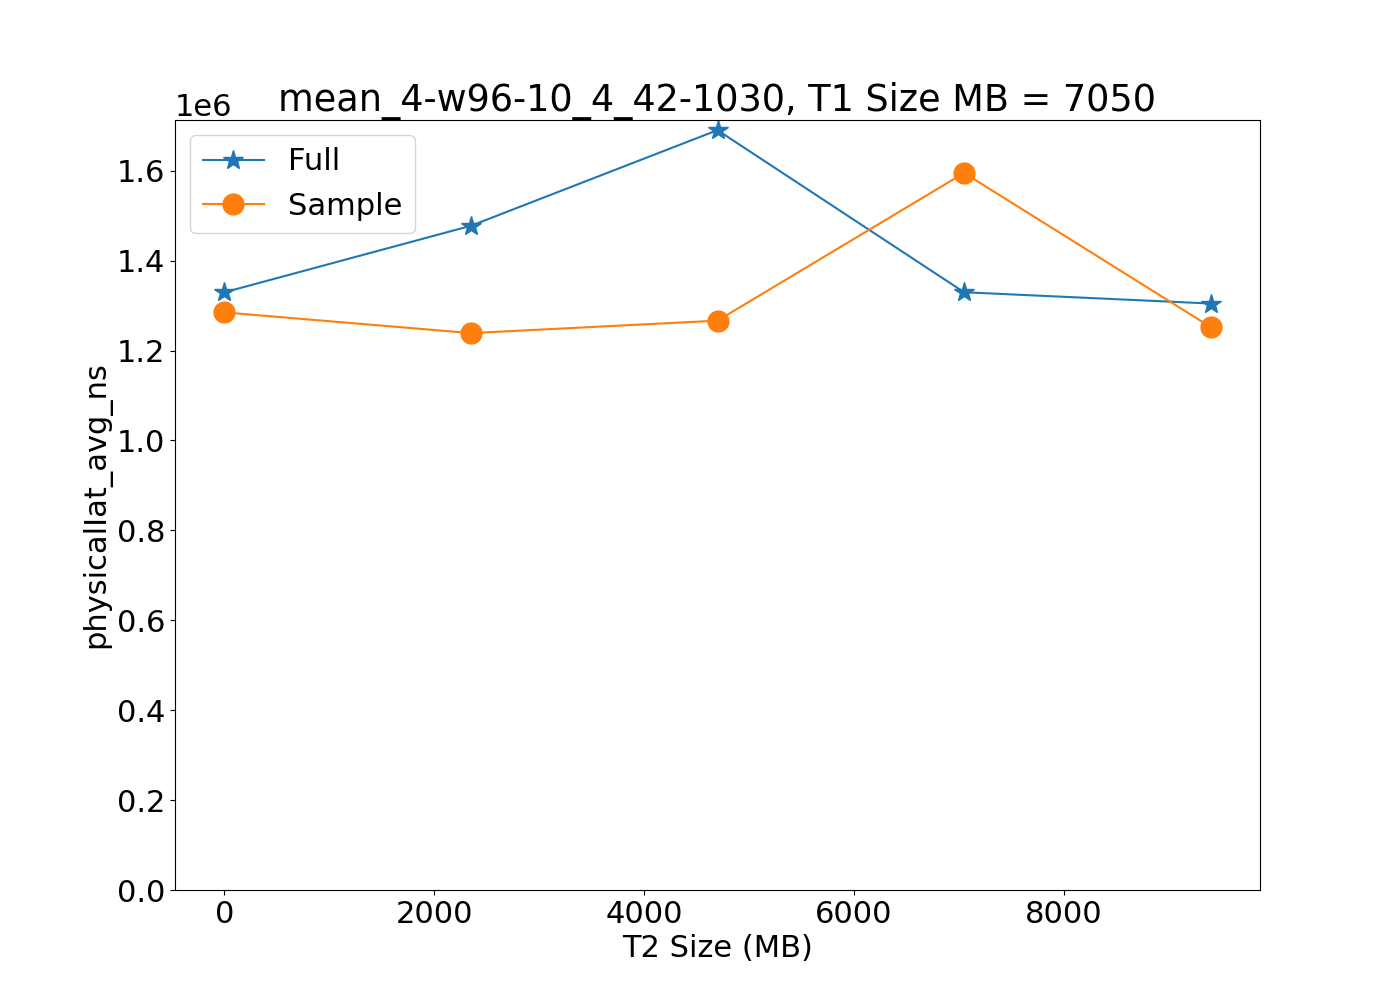 1e6
mean_4-w96-10_4_42-1030, T1 Size MB = 7050
Full
Sample
1.6
1.4
1.2
1.0
0.8
0.6
0.4
0.2
0.0
physicallat_avg_ns
0 2000 4000 6000 8000
T2 Size (MB)